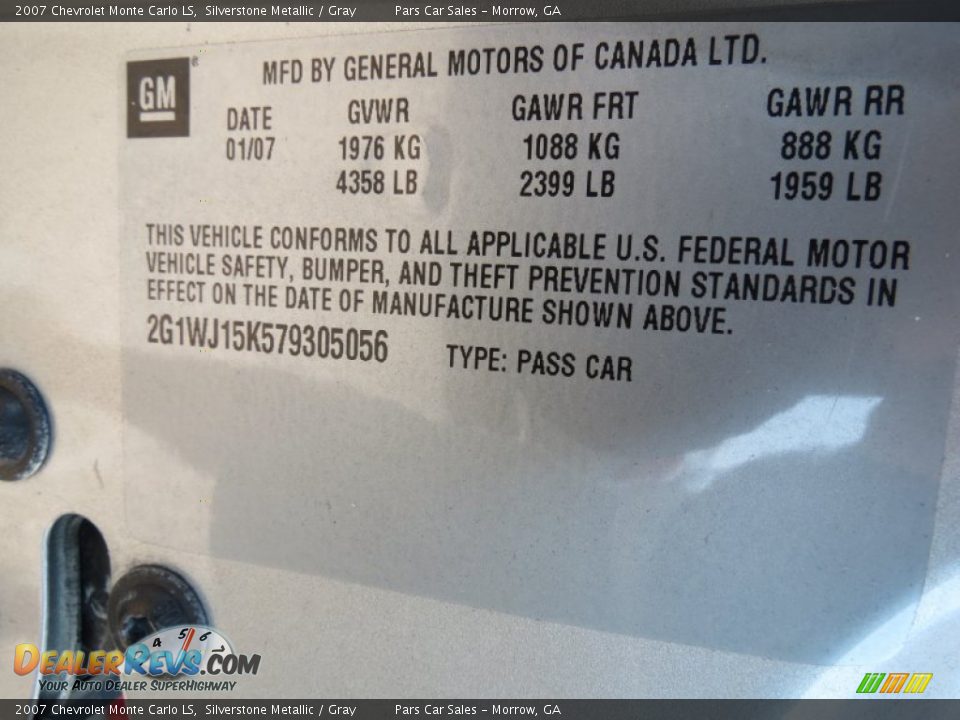 2007 Chevrolet Monte Carlo LS, Silverstone Metallic / Gray Pars Car Sales - Morrow, GA
GM
MFD BY GENERAL MOTORS OF CANADA LTD.
DATE GVWR GAWR FRT GAWR RR
01/07 1976 KG 1088 KG 888 KG
4358 LB 2399 LB 1959 LB
THIS VEHICLE CONFORMS TO ALL APPLICABLE U.S. FEDERAL MOTOR
VEHICLE SAFETY, BUMPER, AND THEFT PREVENTION STANDARDS IN
EFFECT ON THE DATE OF MANUFACTURE SHOWN ABOVE.
2G1WJ15K579305056 TYPE: PASS CAR
4 5 6
DEALERREVS.COM
YOUR AUTO DEALER SUPERHIGHWAY
2007 Chevrolet Monte Carlo LS, Silverstone Metallic / Gray Pars Car Sales - Morrow, GA